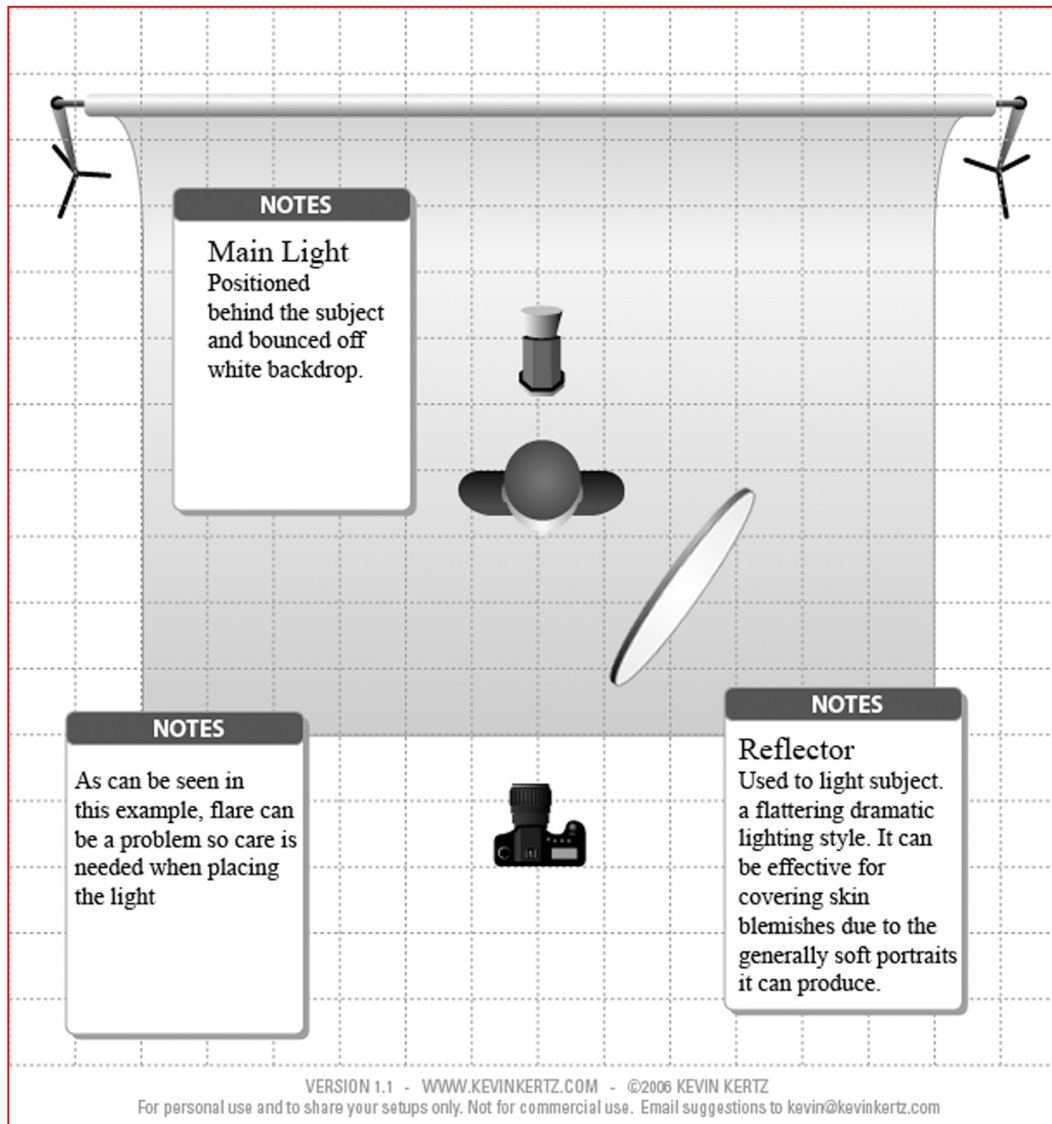 NOTES
Main Light
Positioned
behind the subject
and bounced off
white backdrop.
NOTES
As can be seen in
this example, flare can
be a problem so care is
needed when placing
the light
NOTES
Reflector
Used to light subject.
a flattering dramatic
lighting style. It can
be effective for
covering skin
blemishes due to the
generally soft portraits
it can produce.
VERSION 1.1 - WWW.KEVINKERTZ.COM - ©2006 KEVIN KERTZ
For personal use and to share your setups only. Not for commercial use. Email suggestions to kevin@kevinkertz.com